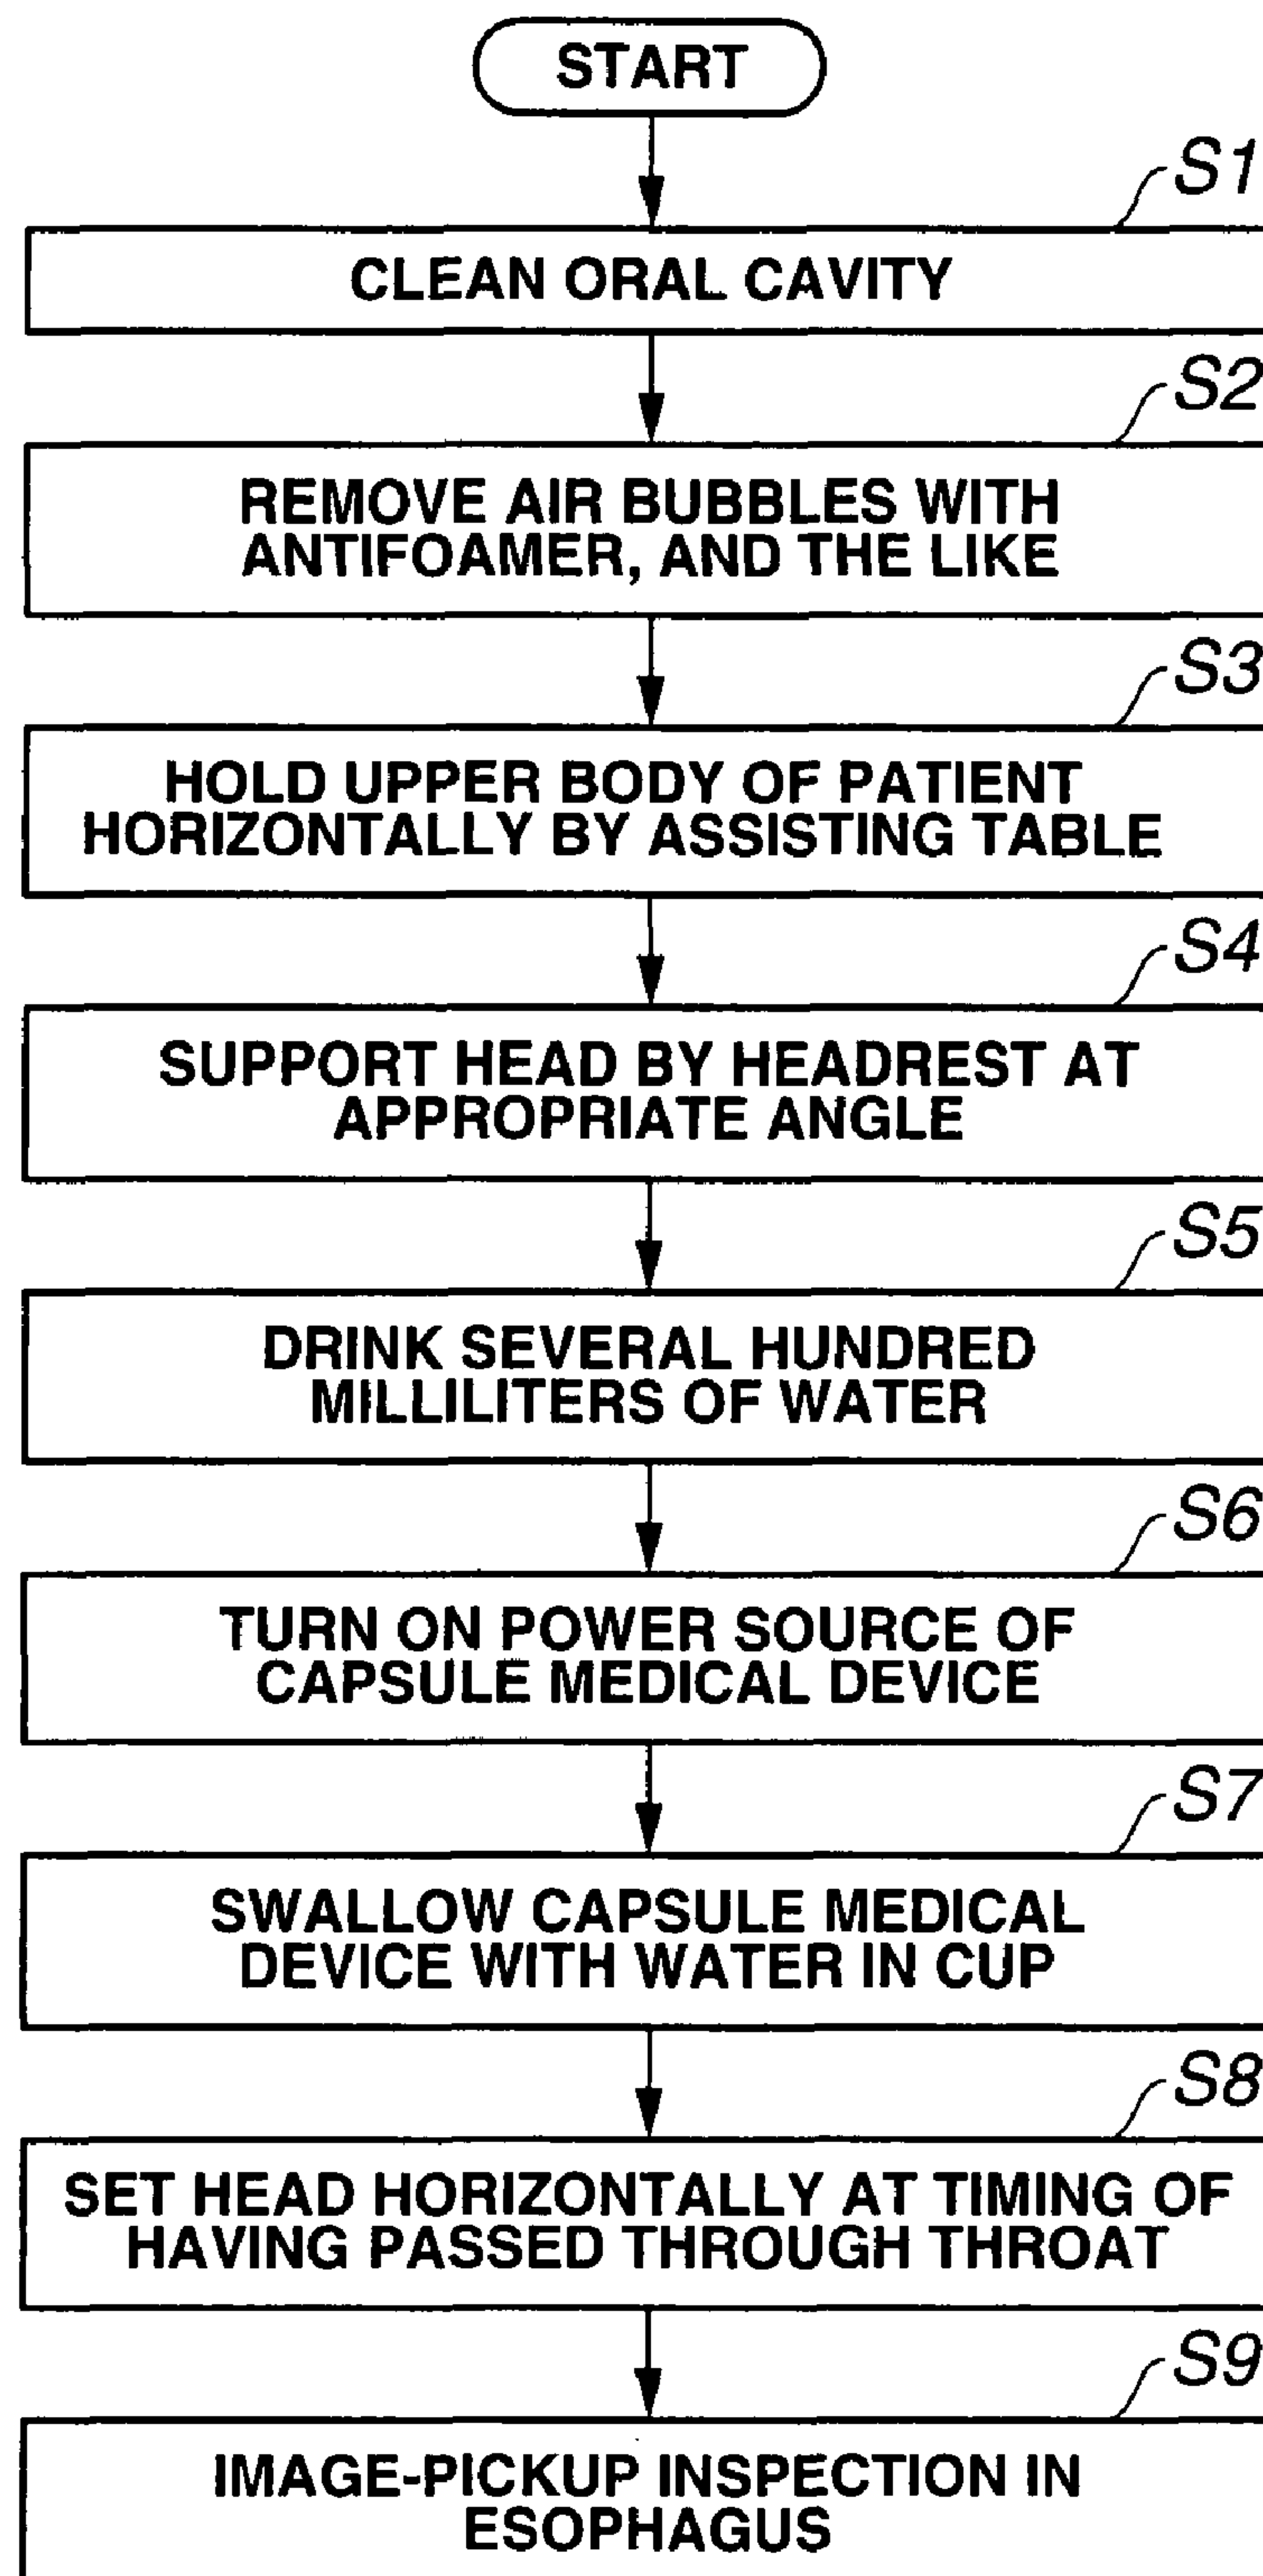 START
S1
CLEAN ORAL CAVITY
S2
REMOVE AIR BUBBLES WITH
ANTIFOAMER, AND THE LIKE
S3
HOLD UPPER BODY OF PATIENT
HORIZONTALLY BY ASSISTING TABLE
S4
SUPPORT HEAD BY HEADREST AT
APPROPRIATE ANGLE
S5
DRINK SEVERAL HUNDRED
MILLILITERS OF WATER
S6
TURN ON POWER SOURCE OF
CAPSULE MEDICAL DEVICE
S7
SWALLOW CAPSULE MEDICAL
DEVICE WITH WATER IN CUP
S8
SET HEAD HORIZONTALLY AT TIMING OF
HAVING PASSED THROUGH THROAT
S9
IMAGE-PICKUP INSPECTION IN
ESOPHAGUS